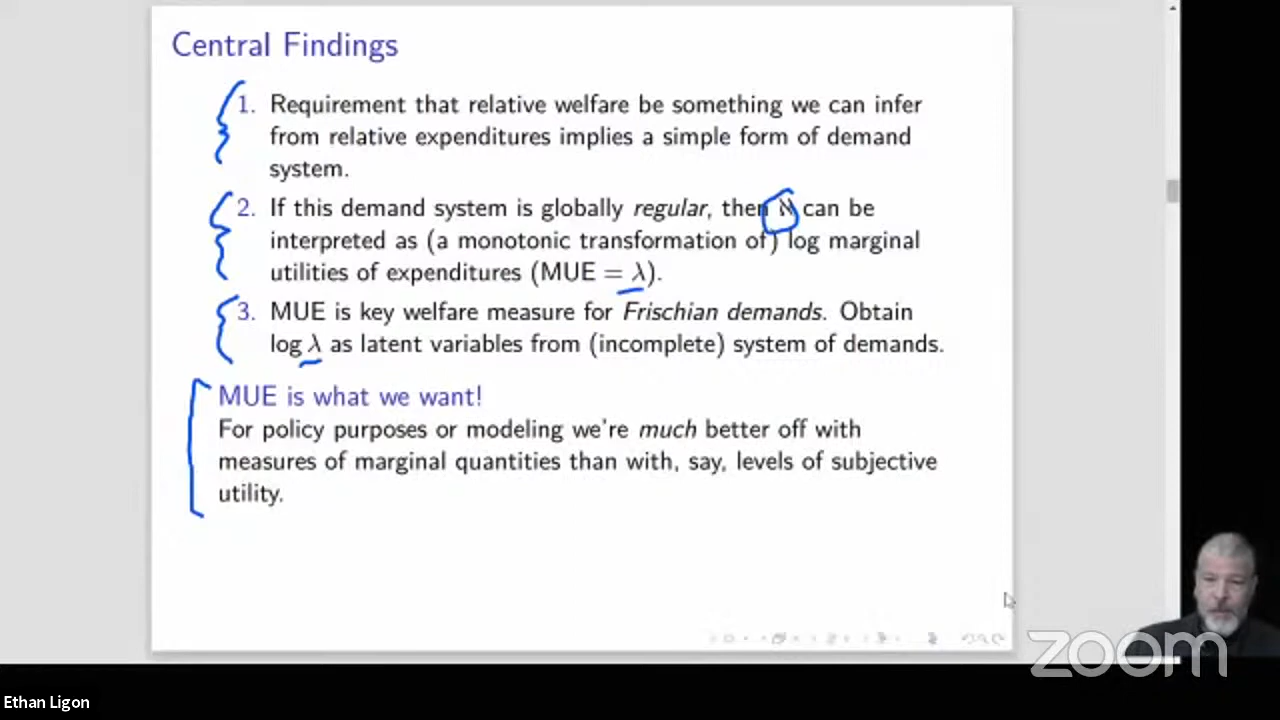 Central Findings
1. Requirement that relative welfare be something we can infer
from relative expenditures implies a simple form of demand
system.
2. If this demand system is globally regular, then can be
interpreted as (a monotonic transformation of) log marginal
utilities of expenditures (MUE = λ).
3. MUE is key welfare measure for Frischian demands. Obtain
log λ as latent variables from (incomplete) system of demands.
MUE is what we want!
For policy purposes or modeling we're much better off with
measures of marginal quantities than with, say, levels of subjective
utility.
zoom
Ethan Ligon